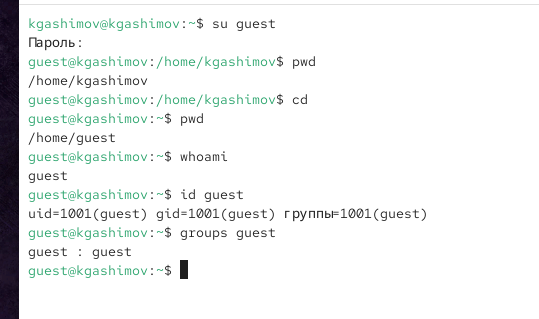 kgashimov@kgashimov:~$ su guest
Пароль:
guest@kgashimov:/home/kgashimov$ pwd
/home/kgashimov
guest@kgashimov:/home/kgashimov$ cd
guest@kgashimov:~$ pwd
/home/guest
guest@kgashimov:~$ whoami
guest
guest@kgashimov:~$ id guest
uid=1001(guest) gid=1001(guest) группы=1001(guest)
guest@kgashimov:~$ groups guest
guest : guest
guest@kgashimov:~$